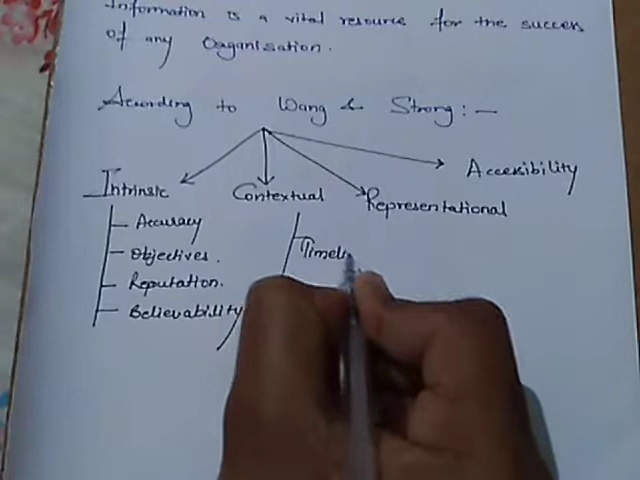 Information is a vital resource for the success
of any Organisation.
According to Wang & Strong:-
Intrinsic Contextual Representational Accessibility
Accuracy
Objectives.
Reputation.
Believability
Timeli